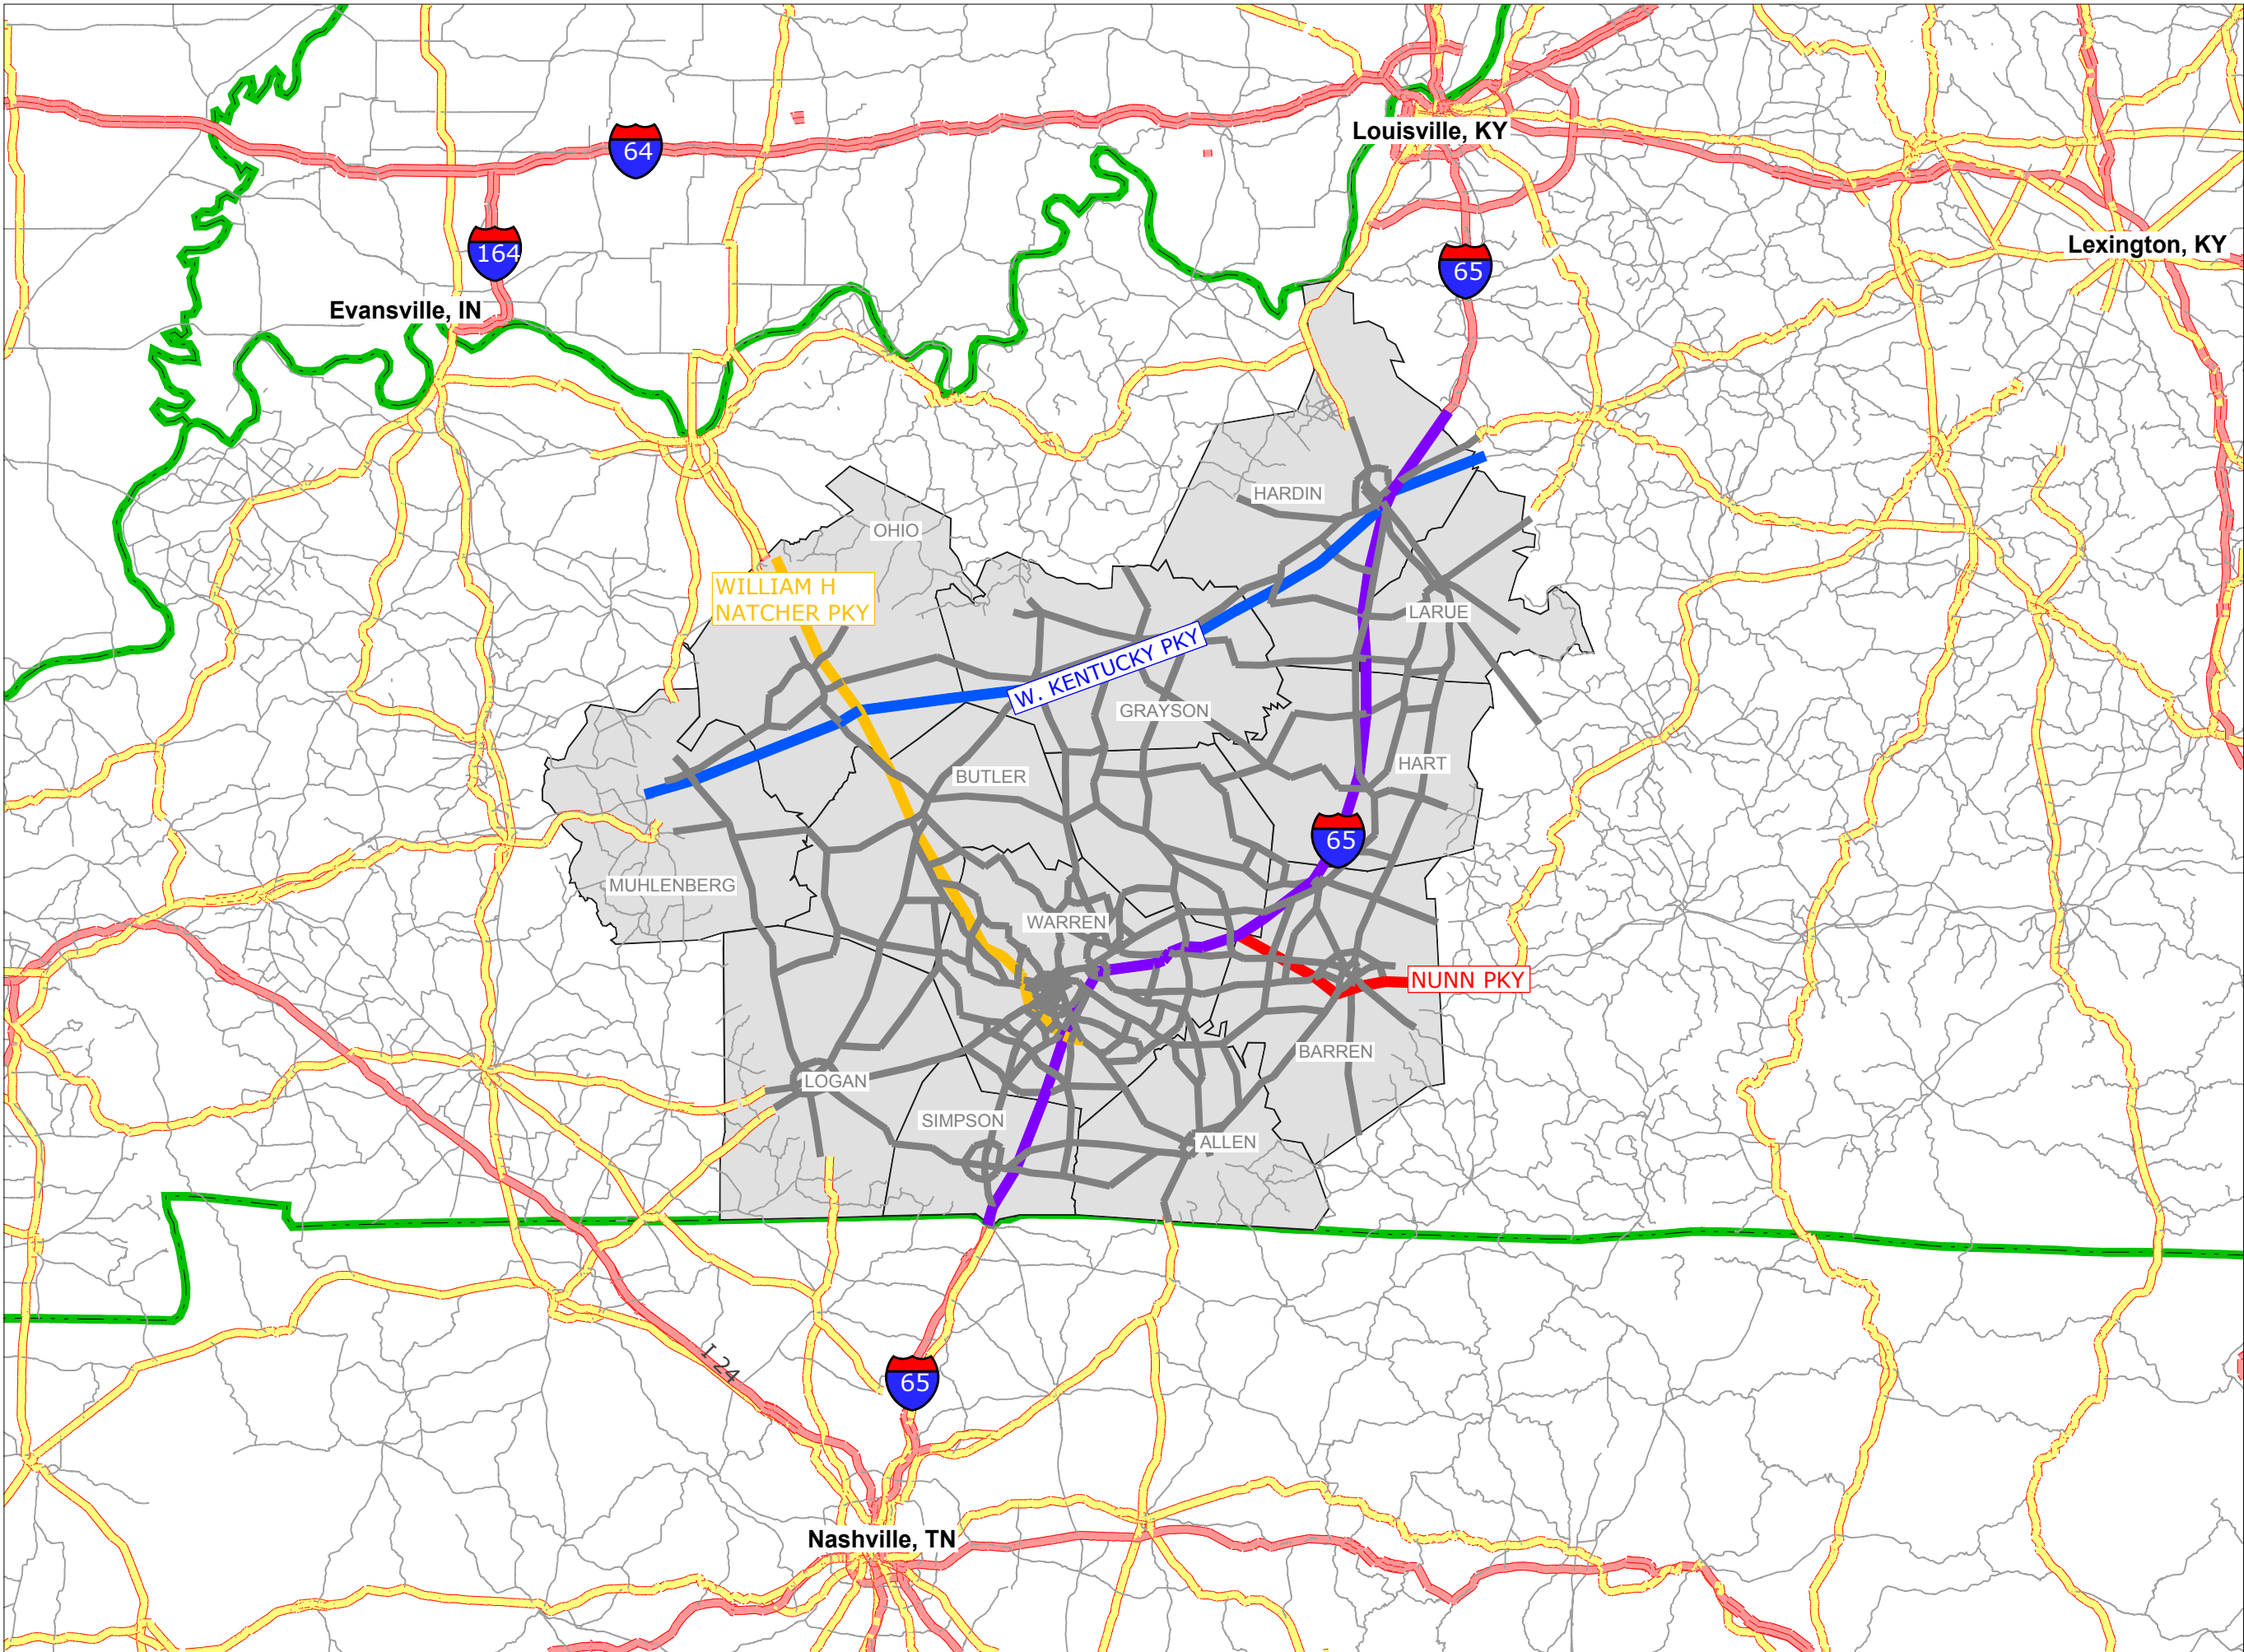 Louisville, KY
64
Lexington, KY
164
65
Evansville, IN
HARDIN
OHIO
WILLIAM H
NATCHER PKY
LARUE
W. KENTUCKY PKY
GRAYSON
HART
BUTLER
65
MUHLENBERG
WARREN
NUNN PKY
BARREN
LOGAN
SIMPSON
ALLEN
I 24
65
Nashville, TN